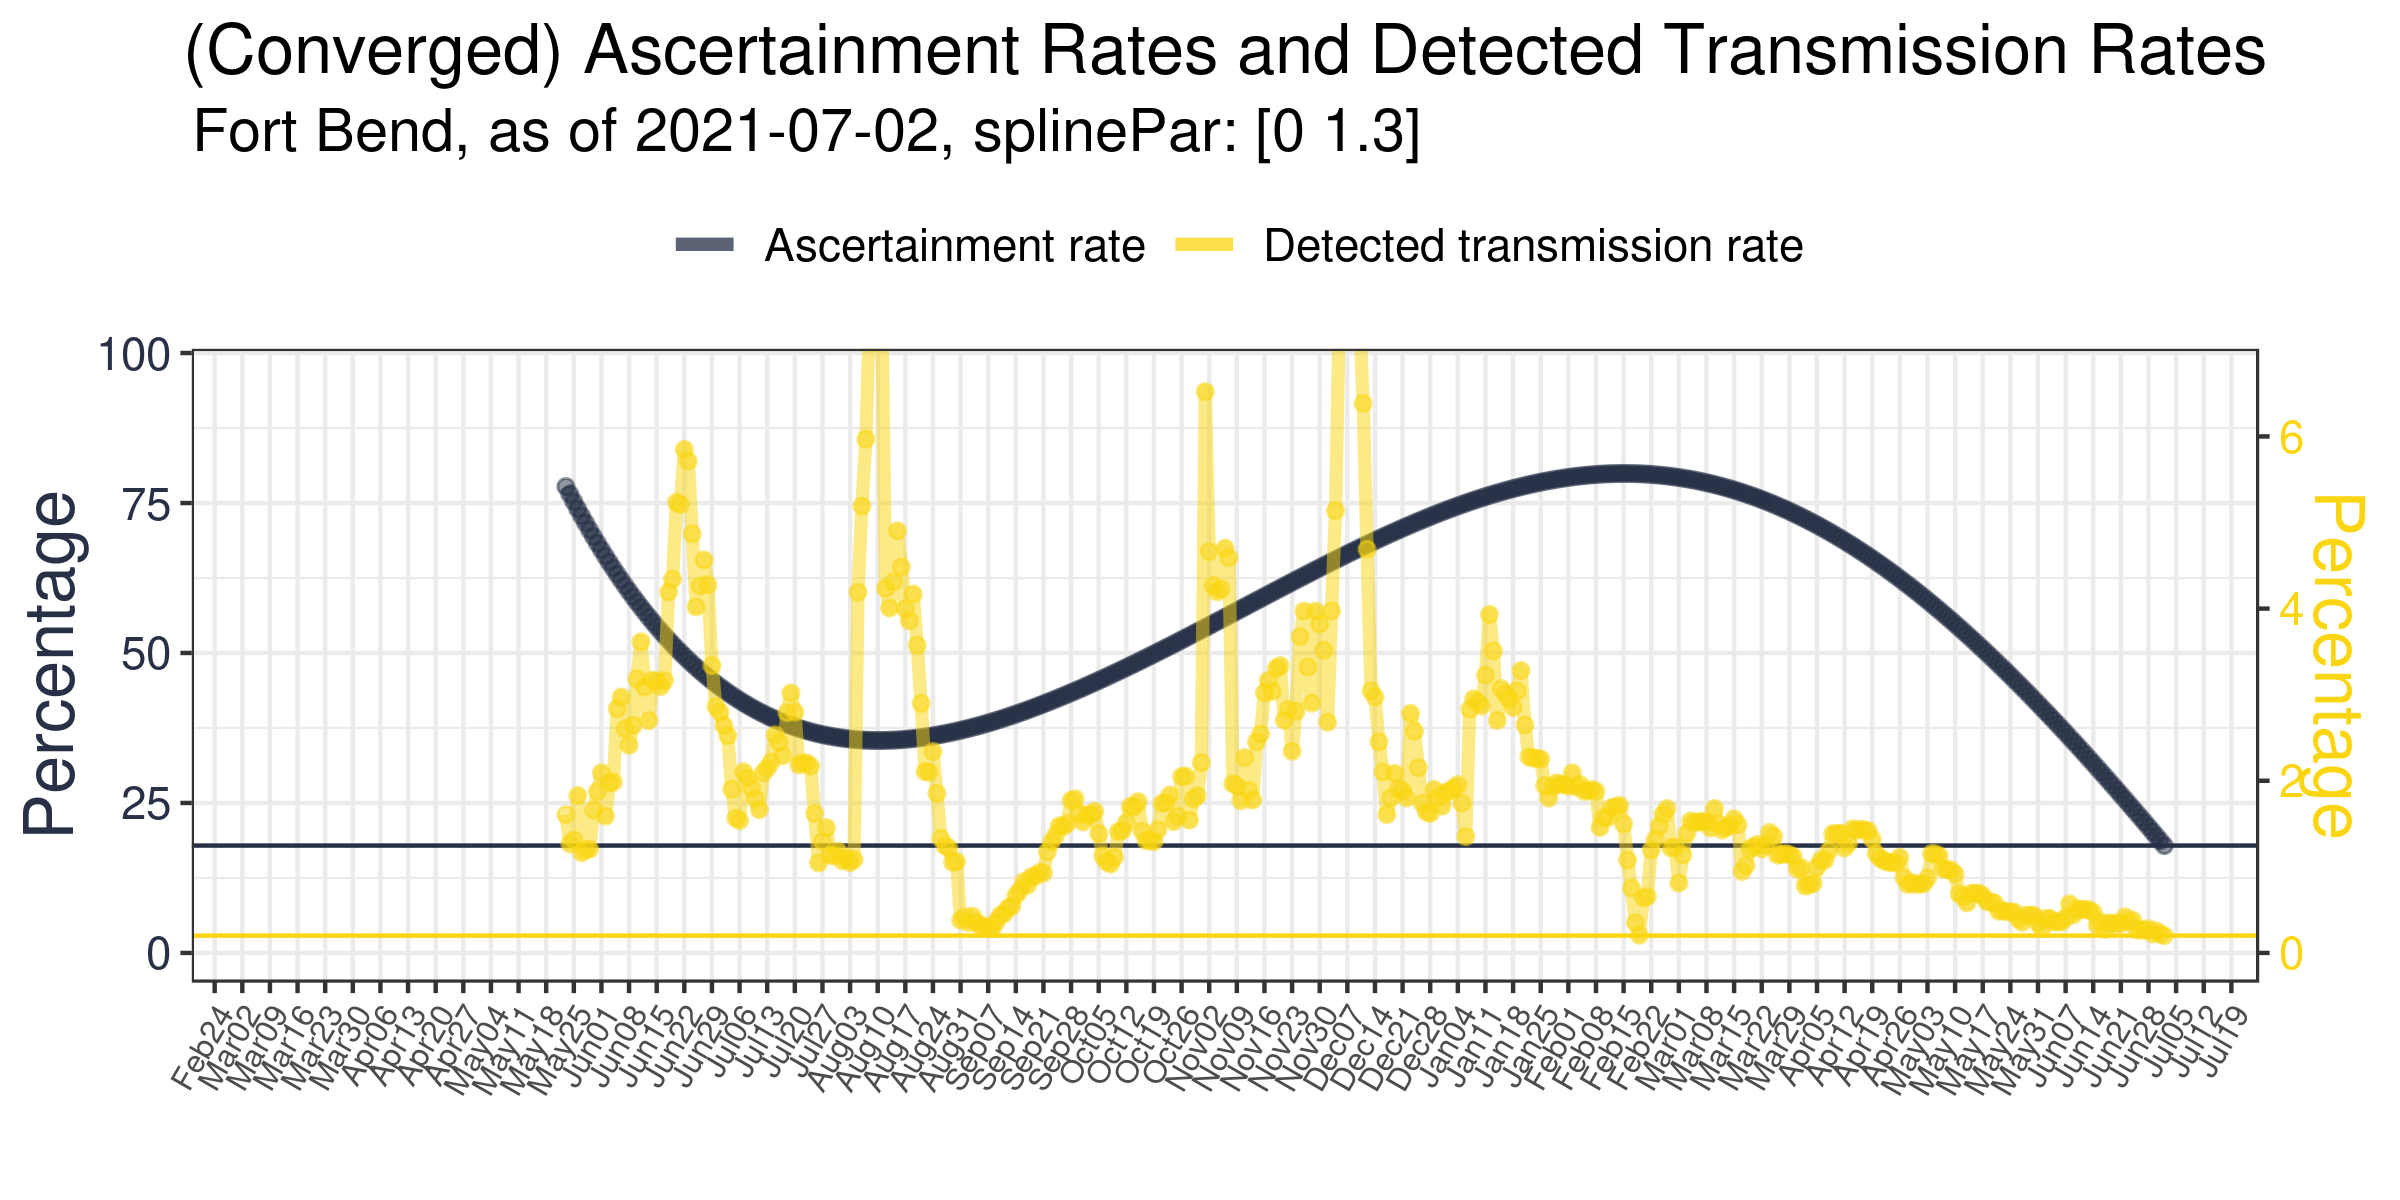 (Converged) Ascertainment Rates and Detected Transmission Rates
Fort Bend, as of 2021-07-02, splinePar: [0 1.3]
Ascertainment rate
Detected transmission rate
Percentage
100
75
50
25
0
6
4
2
0
Percentage
Feb24
Mar02
Mar09
Mar16
Mar23
Mar30
Apr06
Apr13
Apr20
Apr27
May04
May11
May18
May25
Jun01
Jun08
Jun15
Jun22
Jun29
Jul06
Jul13
Jul20
Jul27
Aug03
Aug10
Aug17
Aug24
Aug31
Sep07
Sep14
Sep21
Sep28
Oct05
Oct12
Oct19
Oct26
Nov02
Nov09
Nov16
Nov23
Nov30
Dec07
Dec14
Dec21
Dec28
Jan04
Jan11
Jan18
Jan25
Feb01
Feb08
Feb15
Feb22
Mar01
Mar08
Mar15
Mar22
Mar29
Apr05
Apr12
Apr19
Apr26
May03
May10
May17
May24
May31
Jun07
Jun14
Jun21
Jun28
Jul05
Jul12
Jul19